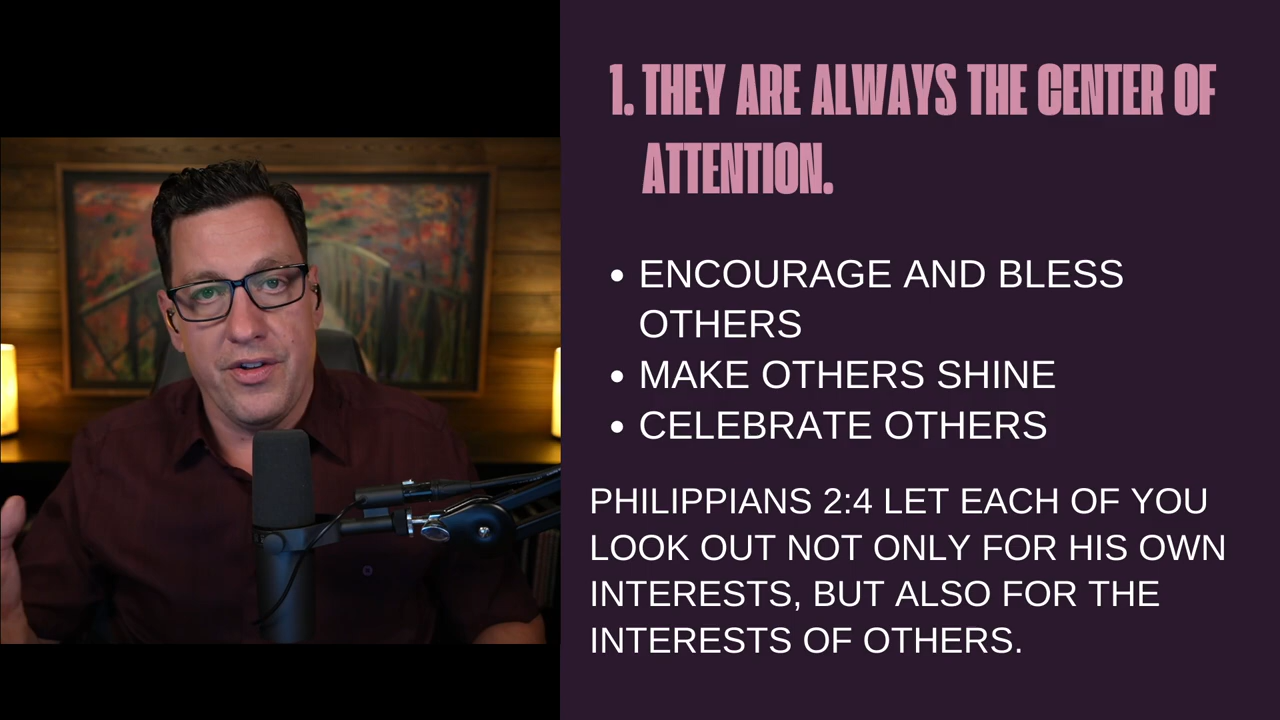 1. THEY ARE ALWAYS THE CENTER OF
ATTENTION.
• ENCOURAGE AND BLESS
OTHERS
• MAKE OTHERS SHINE
• CELEBRATE OTHERS
PHILIPPIANS 2:4 LET EACH OF YOU
LOOK OUT NOT ONLY FOR HIS OWN
INTERESTS, BUT ALSO FOR THE
INTERESTS OF OTHERS.